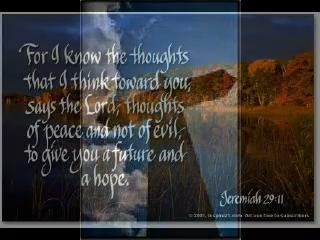 For I know the thoughts
that I think toward you,
says the Lord, thoughts
of peace and not of evil,
to give you a future and
a hope.
Jeremiah 29:11